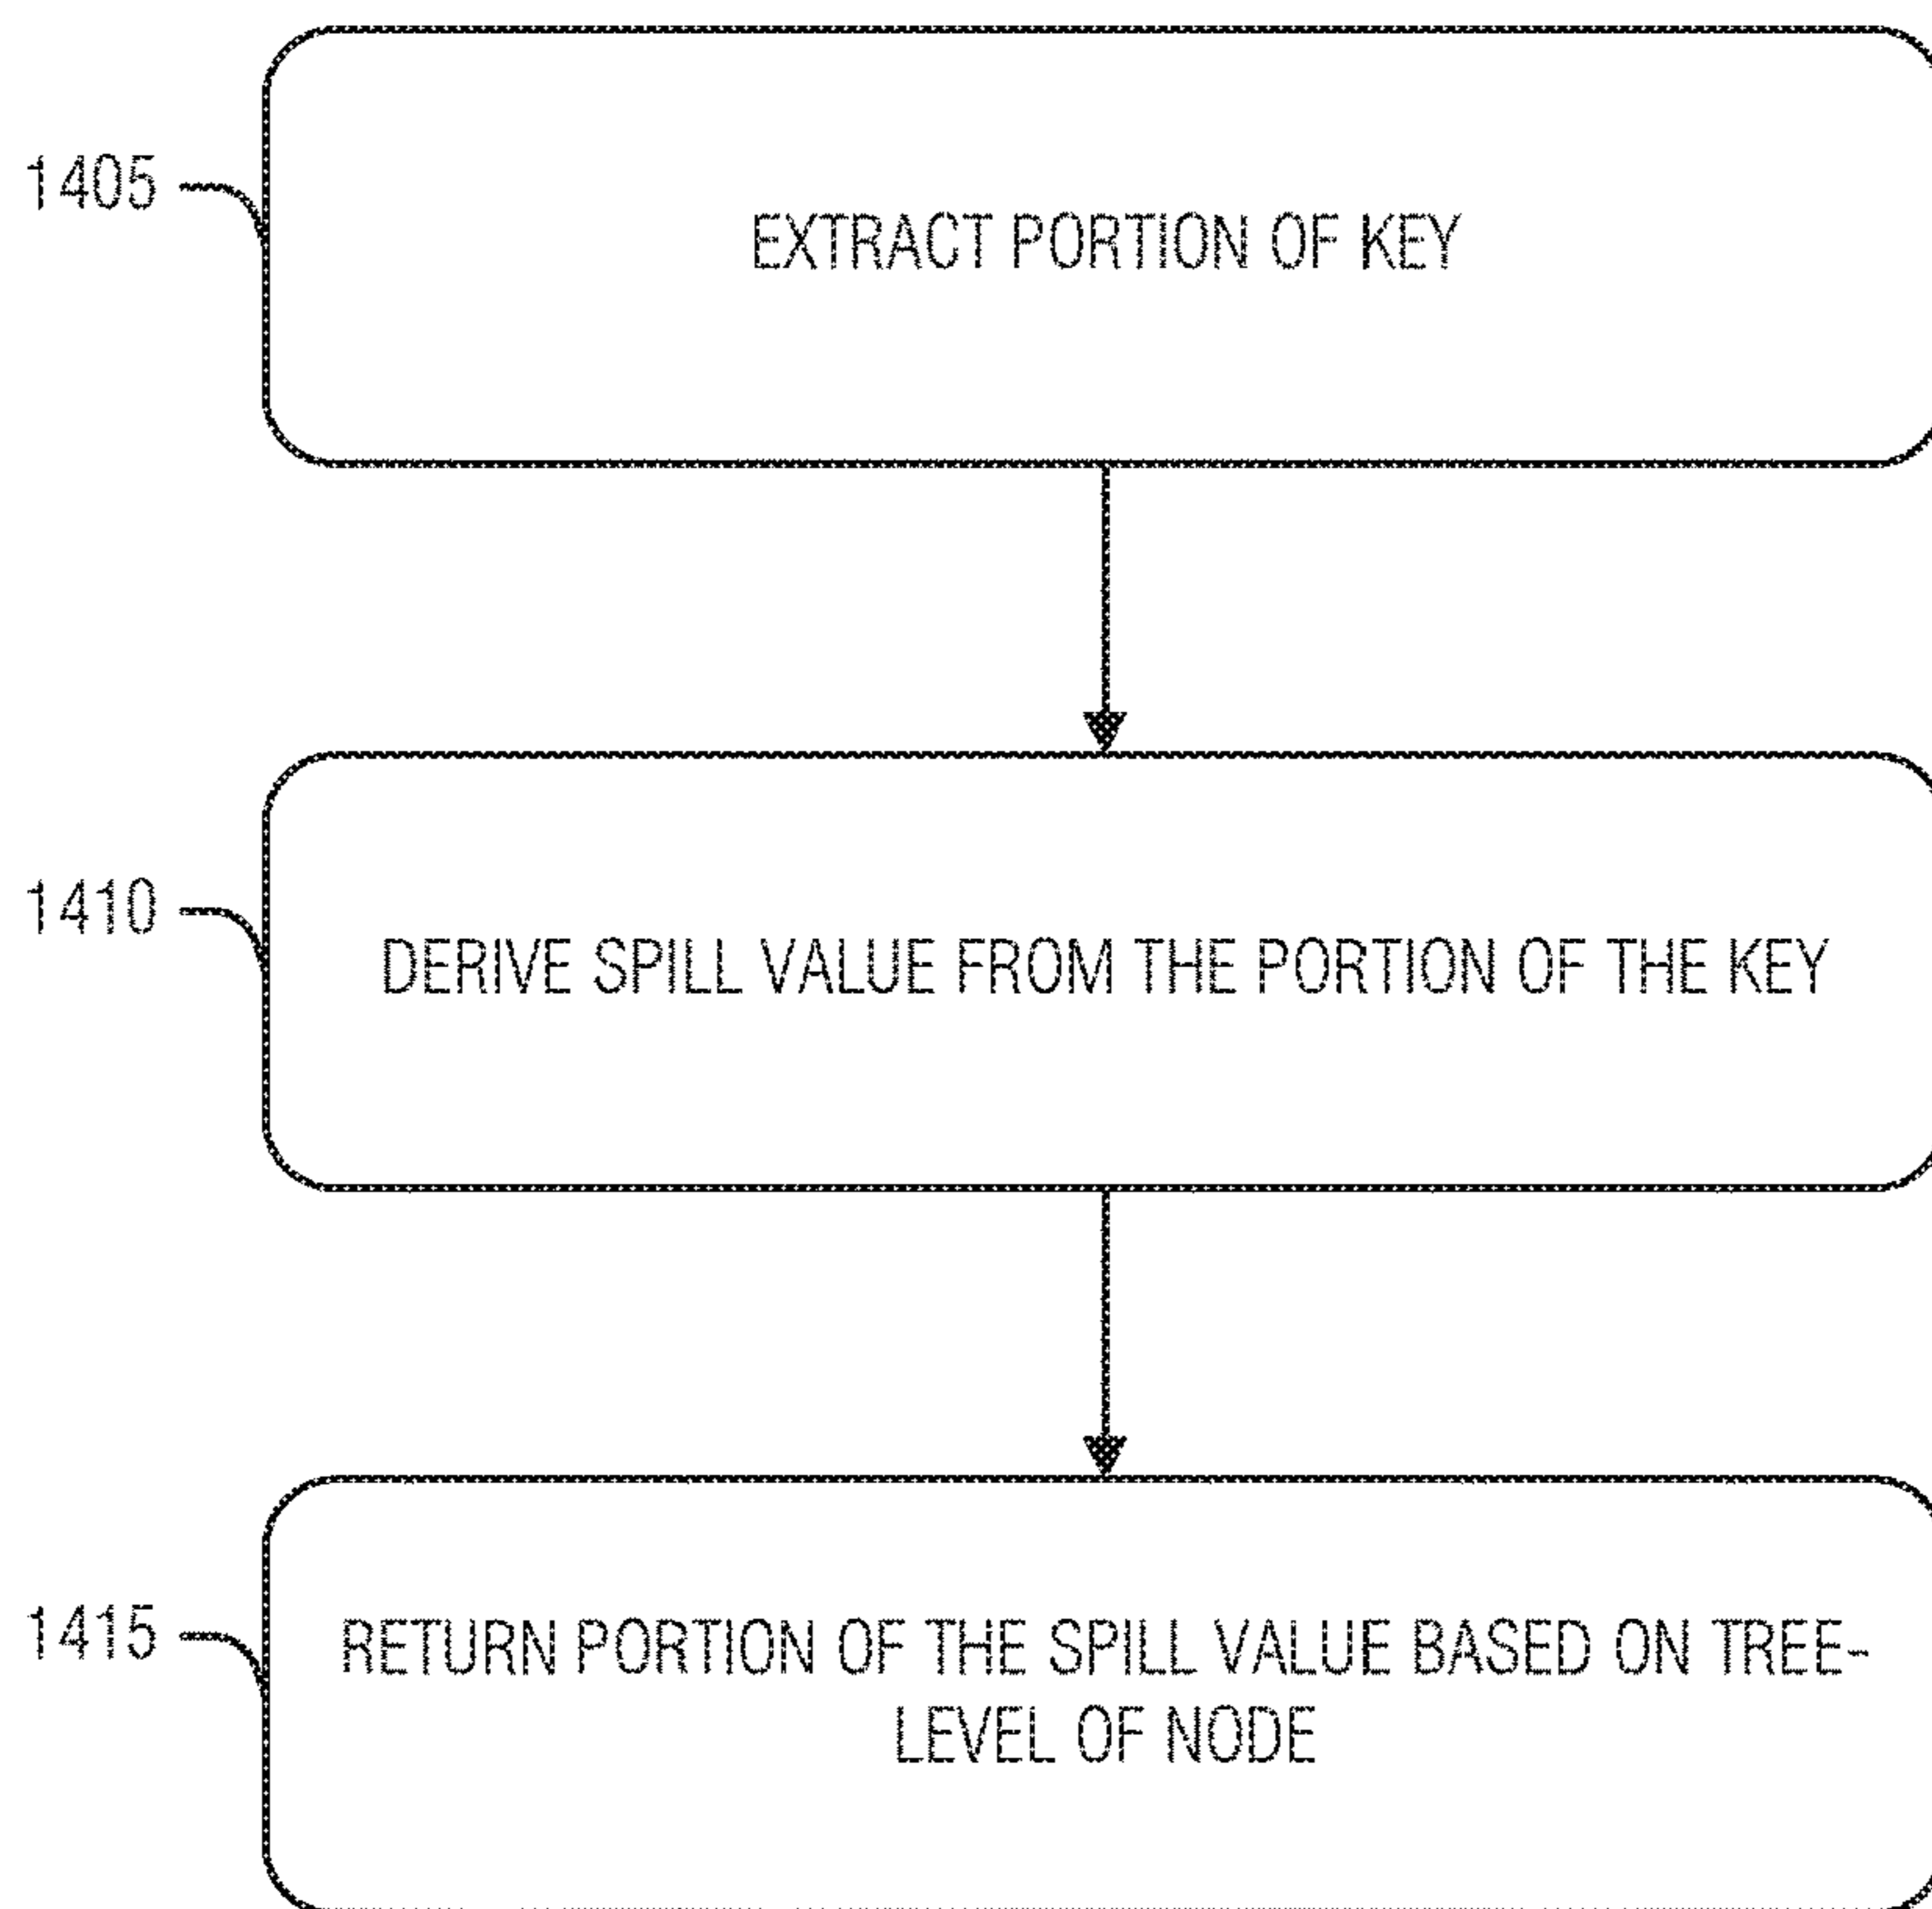 1405
EXTRACT PORTION OF KEY
1410
DERIVE SPILL VALUE FROM THE PORTION OF THE KEY
1415
RETURN PORTION OF THE SPILL VALUE BASED ON TREE-
LEVEL OF NODE